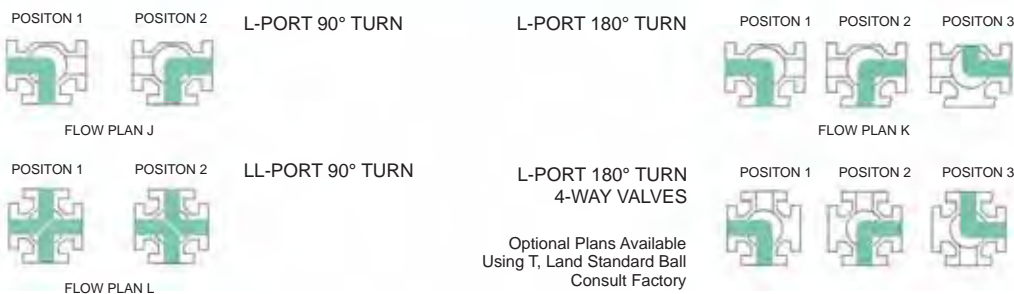 POSITON 1
POSITON 2
L-PORT 90° TURN
FLOW PLAN J
L-PORT 180° TURN
POSITON 1
POSITON 2
POSITON 3
FLOW PLAN K
POSITON 1
POSITON 2
LL-PORT 90° TURN
FLOW PLAN L
L-PORT 180° TURN
4-WAY VALVES
Optional Plans Available
Using T, Land Standard Ball
Consult Factory
POSITON 1
POSITON 2
POSITON 3